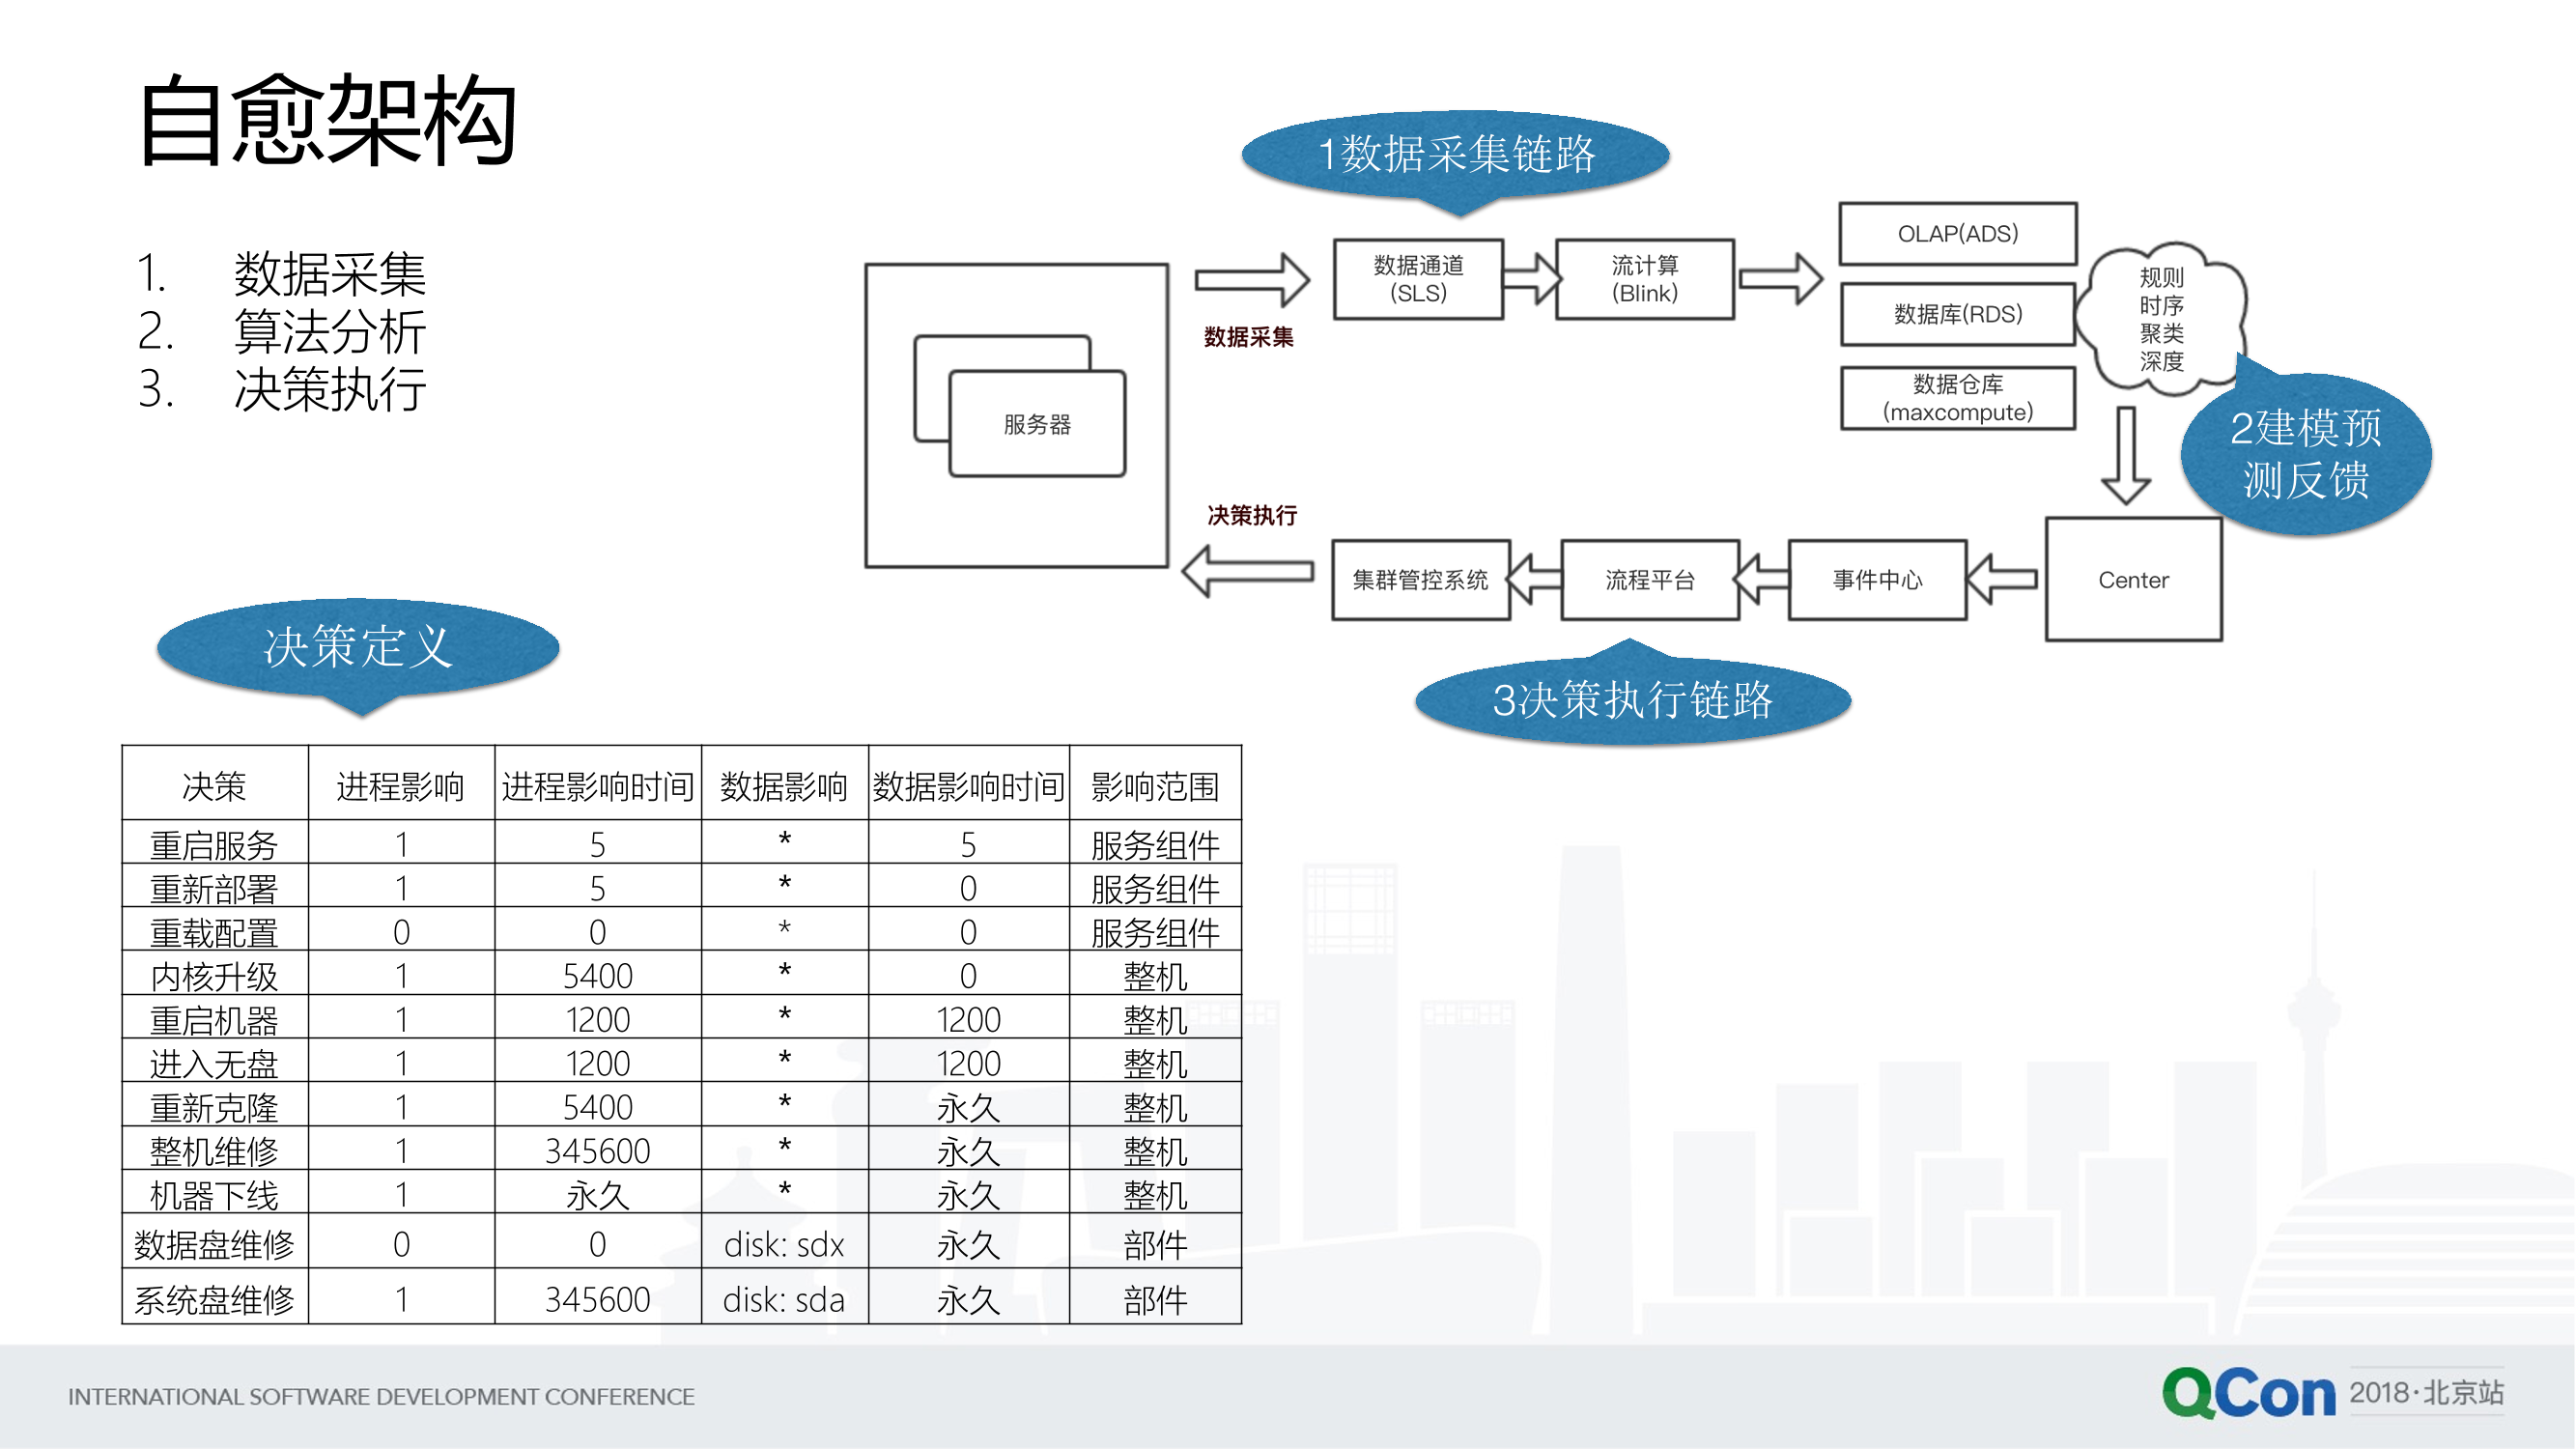 自愈架构
1. 数据采集
2. 算法分析
3. 决策执行
1数据采集链路
数据采集
数据通道
(SLS)
流计算
(Blink)
OLAP(ADS)
数据库(RDS)
数据仓库
(maxcompute)
规则
时序
聚类
深度
2建模预
测反馈
服务器
决策执行
集群管控系统
流程平台
事件中心
Center
3决策执行链路
决策定义
决策 进程影响 进程影响时间 数据影响 数据影响时间 影响范围
重启服务 1 5 * 5 服务组件
重新部署 1 5 * 0 服务组件
重载配置 0 0 * 0 服务组件
内核升级 1 5400 * 0 整机
重启机器 1 1200 * 1200 整机
进入无盘 1 1200 * 1200 整机
重新克隆 1 5400 * 永久 整机
整机维修 1 345600 * 永久 整机
机器下线 1 永久 * 永久 整机
数据盘维修 0 0 disk: sdx 永久 部件
系统盘维修 1 345600 disk: sda 永久 部件
INTERNATIONAL SOFTWARE DEVELOPMENT CONFERENCE
QCon 2018·北京站